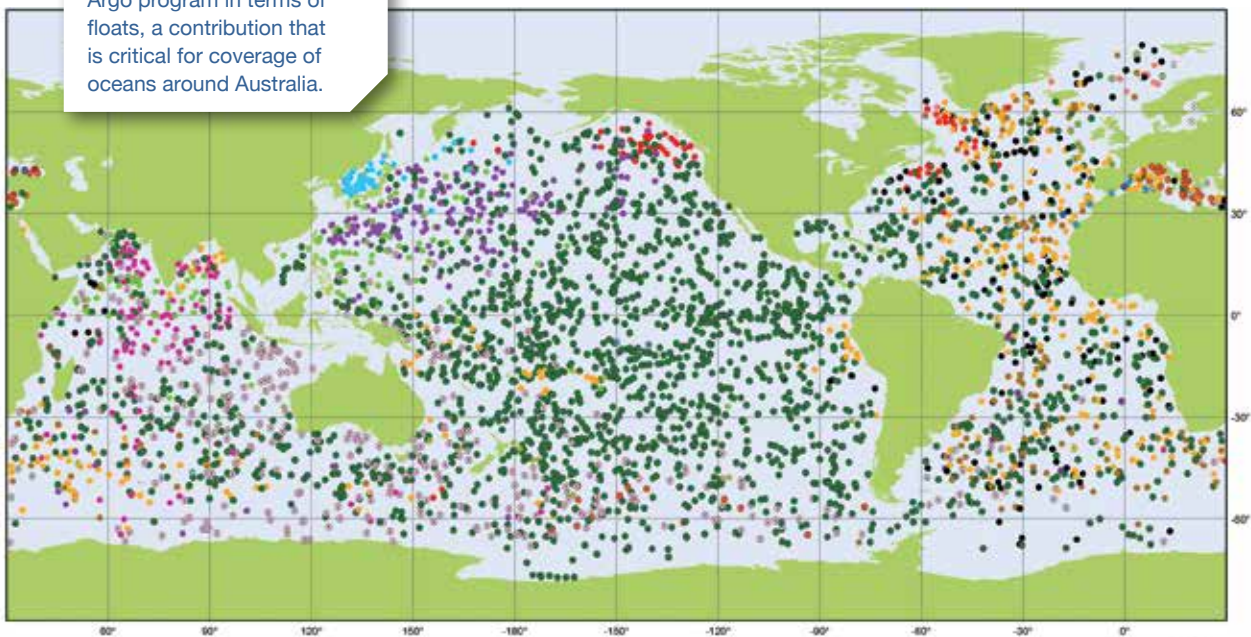 Argo program in terms of
floats, a contribution that
is critical for coverage of
oceans around Australia.
60°
30°
0°
-30°
-60°
60° 90° 120° 150° -180° -150° -120° -90° -60° -30° 0°